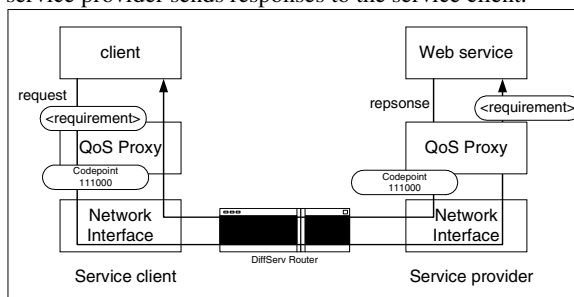 service provider sends responses to the service client.
client
Web service
request
repsonse
<requirement>
<requirement>
QoS Proxy
QoS Proxy
Codepoint
111000
Codepoint
111000
Network
Interface
Network
Interface
DiffServ Router
Service client
Service provider